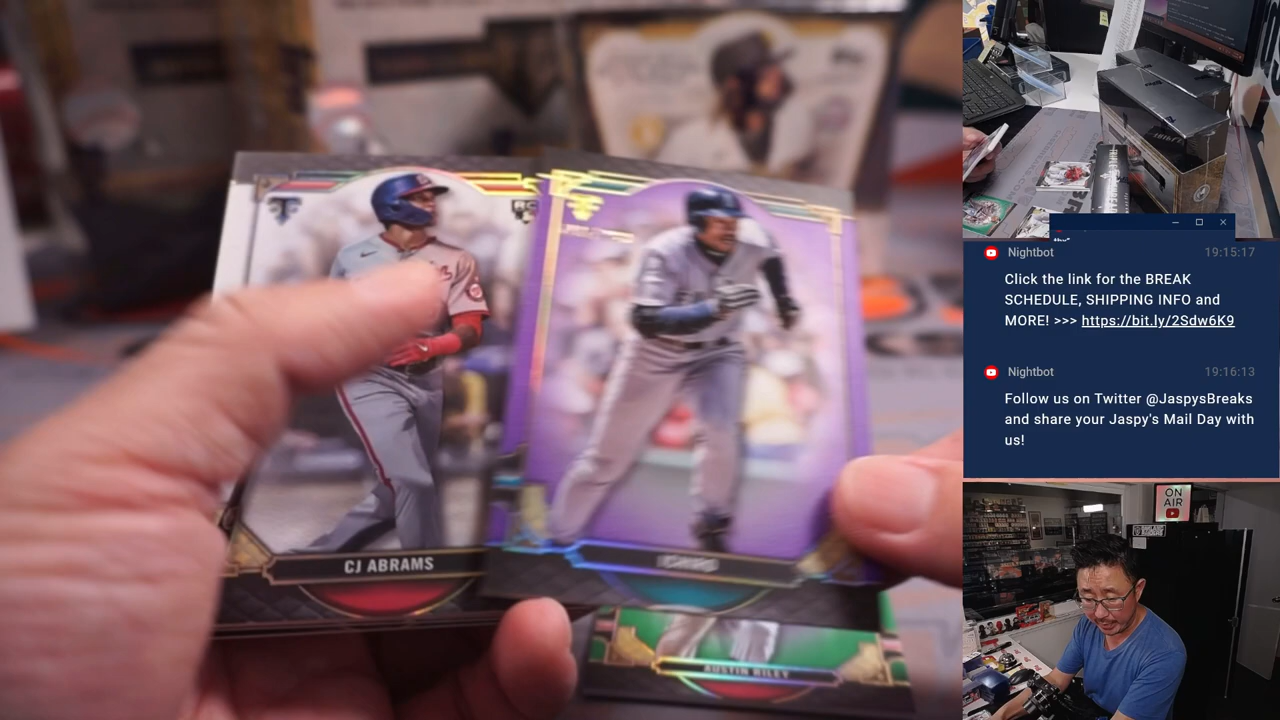 RC
CJ ABRAMS
ICHIRO
AUSTIN RILEY
Nightbot
19:15:17
Click the link for the BREAK
SCHEDULE, SHIPPING INFO and
MORE! >>> https://bit.ly/2Sdw6K9
Nightbot
19:16:13
Follow us on Twitter @JaspysBreaks
and share your Jaspy's Mail Day with
us!
ON
AIR